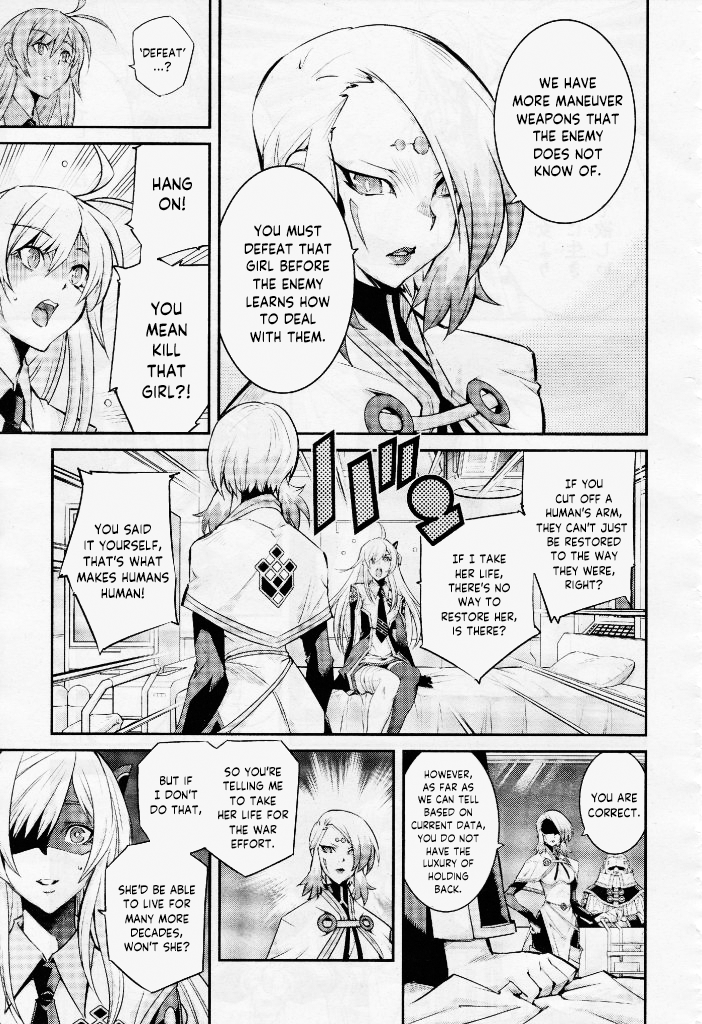 WE HAVE
MORE MANEUVER
WEAPONS THAT
THE ENEMY
DOES NOT
KNOW OF.
YOU MUST
DEFEAT THAT
GIRL BEFORE
THE ENEMY
LEARNS HOW
TO DEAL
WITH THEM.
'DEFEAT'
...?
HANG
ON!
YOU
MEAN
KILL
THAT
GIRL?!
IF YOU
CUT OFF A
HUMAN'S ARM,
THEY CAN'T JUST
BE RESTORED
TO THE WAY
THEY WERE,
RIGHT?
IF I TAKE
HER LIFE,
THERE'S NO
WAY TO
RESTORE HER,
IS THERE?
YOU SAID
IT YOURSELF,
THAT'S WHAT
MAKES HUMANS
HUMAN!
YOU ARE
CORRECT.
HOWEVER,
AS FAR AS
WE CAN TELL
BASED ON
CURRENT DATA,
YOU DO NOT
HAVE THE
LUXURY OF
HOLDING
BACK.
SO YOU'RE
TELLING ME
TO TAKE
HER LIFE FOR
THE WAR
EFFORT.
BUT IF
I DON'T
DO THAT,
SHE'D BE ABLE
TO LIVE FOR
MANY MORE
DECADES,
WON'T SHE?